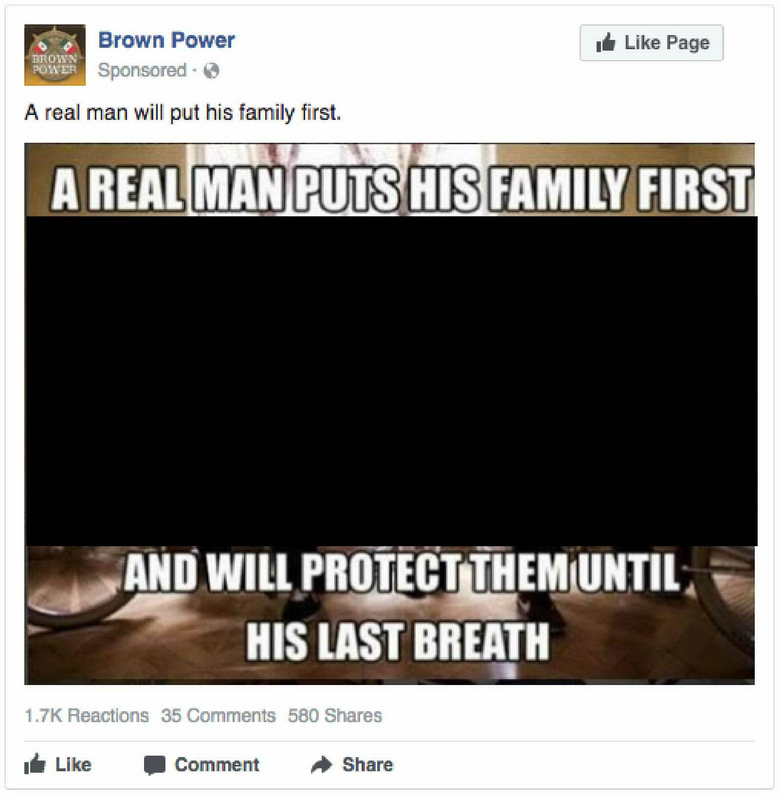 BROWN
POWER
Brown Power
Sponsored ·
Like Page
A real man will put his family first.
A REAL MAN PUTS HIS FAMILY FIRST
AND WILL PROTECT THEM UNTIL
HIS LAST BREATH
1.7K Reactions 35 Comments 580 Shares
Like Comment Share